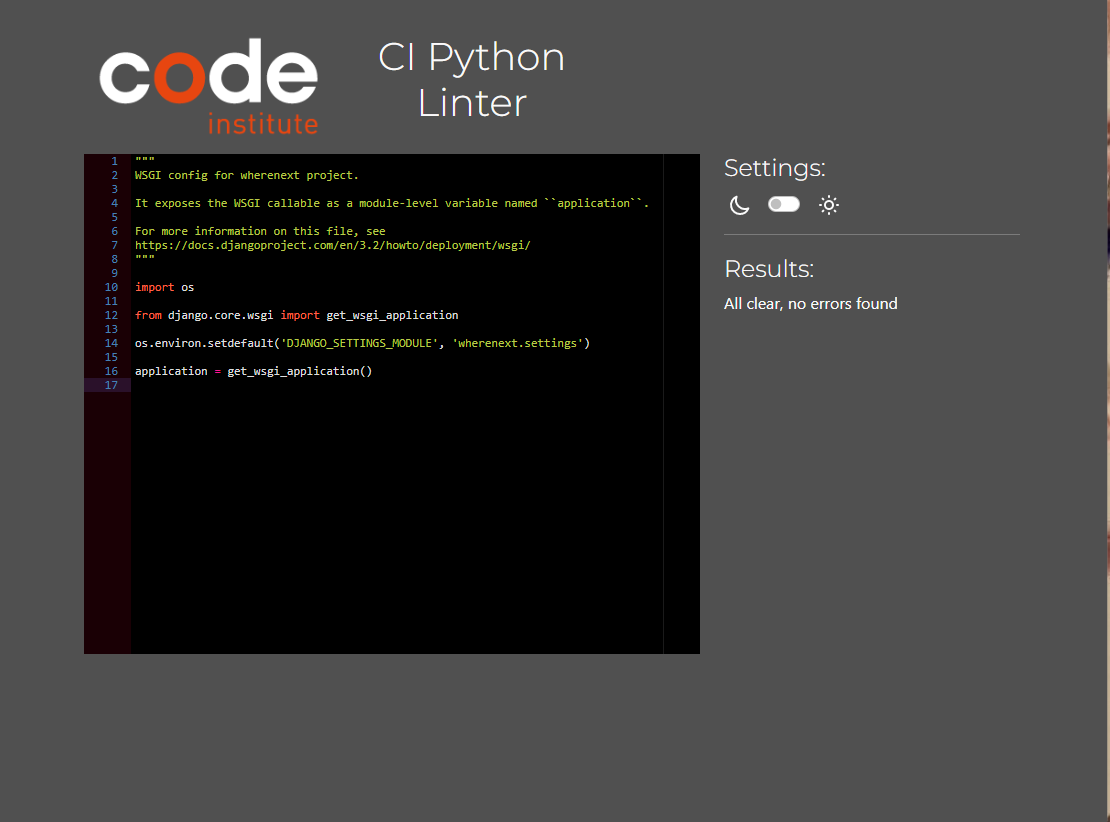 code
institute
CI Python
Linter
1 """
2 WSGI config for wherenext project.
3
4 It exposes the WSGI callable as a module-level variable named ``application``.
5
6 For more information on this file, see
7 https://docs.djangoproject.com/en/3.2/howto/deployment/wsgi/
8 """
9
10 import os
11
12 from django.core.wsgi import get_wsgi_application
13
14 os.environ.setdefault('DJANGO_SETTINGS_MODULE', 'wherenext.settings')
15
16 application = get_wsgi_application()
17
Settings:
Results:
All clear, no errors found